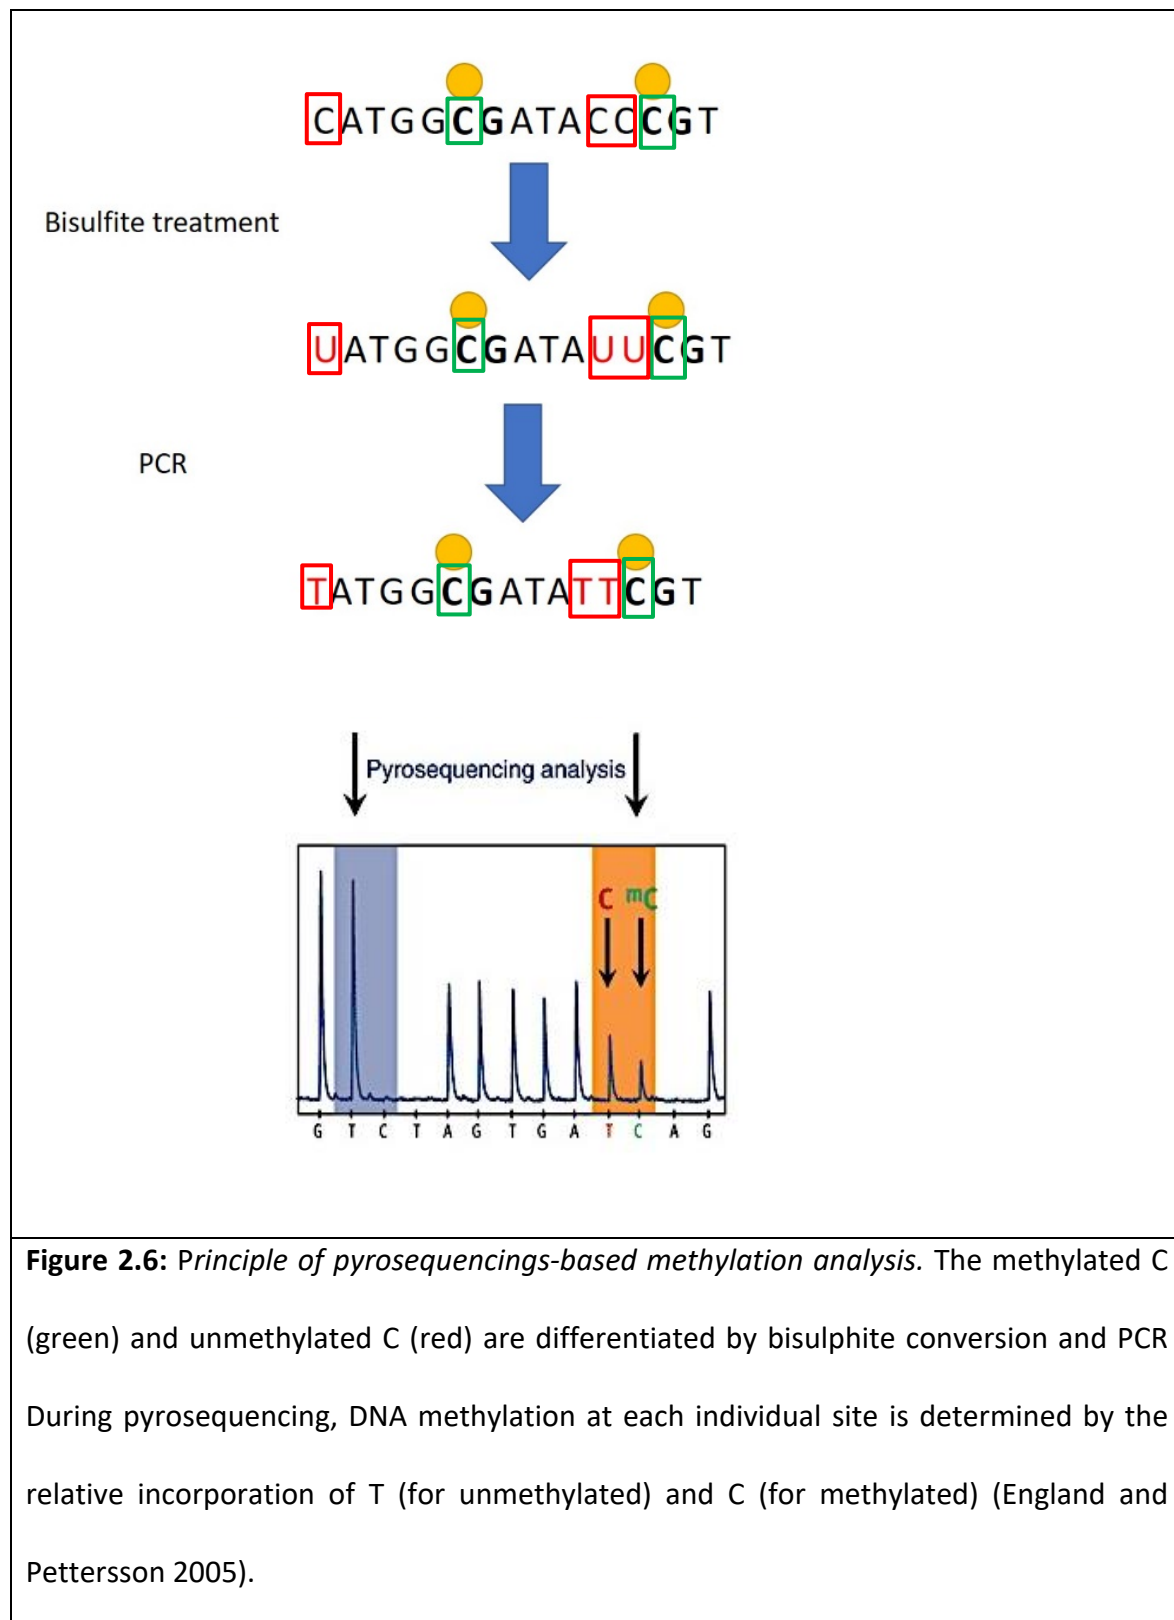 CATGGCGATACCCGT
Bisulfite treatment
UATGGCGATAUUCGT
PCR
TATGGCGATATTCGT
Pyrosequencing analysis
C mC
G T C T A G T G A T C A G
Figure 2.6: Principle of pyrosequencings-based methylation analysis. The methylated C
(green) and unmethylated C (red) are differentiated by bisulphite conversion and PCR
During pyrosequencing, DNA methylation at each individual site is determined by the
relative incorporation of T (for unmethylated) and C (for methylated) (England and
Pettersson 2005).